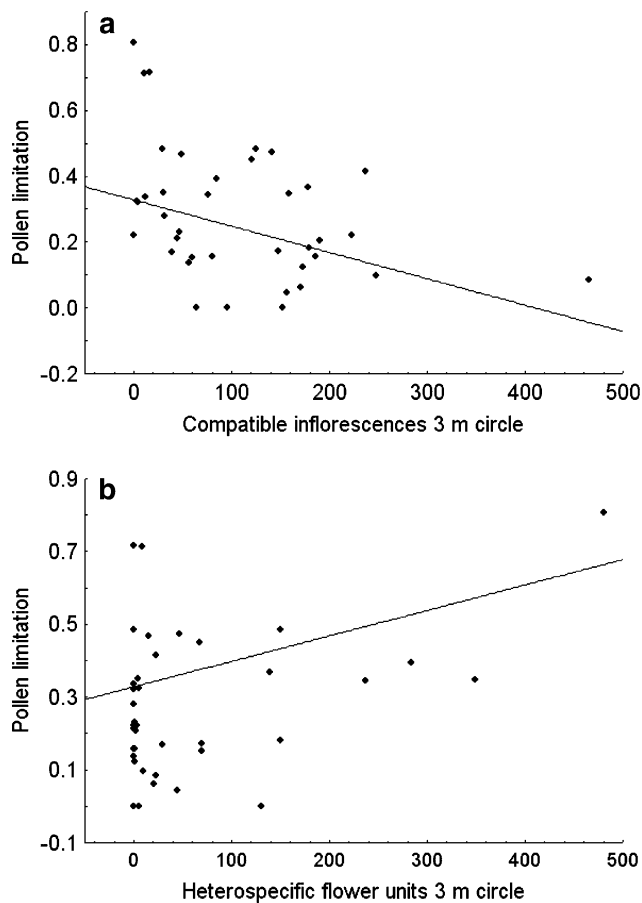 a
0.8
0.6
0.4
0.2
0.0
-0.2
Pollen limitation
0 100 200 300 400 500
Compatible inflorescences 3 m circle
b
0.9
0.7
0.5
0.3
0.1
-0.1
Pollen limitation
0 100 200 300 400 500
Heterospecific flower units 3 m circle